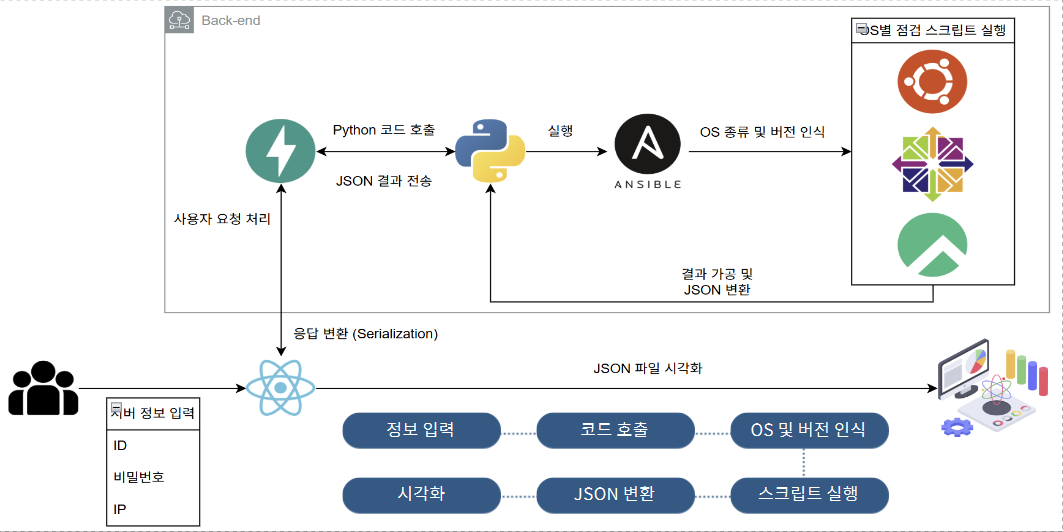 Back-end
OS별 점검 스크립트 실행
Python 코드 호출
실행
OS 종류 및 버전 인식
JSON 결과 전송
ANSIBLE
사용자 요청 처리
결과 가공 및
JSON 변환
응답 변환 (Serialization)
JSON 파일 시각화
서버 정보 입력
ID
비밀번호
IP
정보 입력
코드 호출
OS 및 버전 인식
시각화
JSON 변환
스크립트 실행